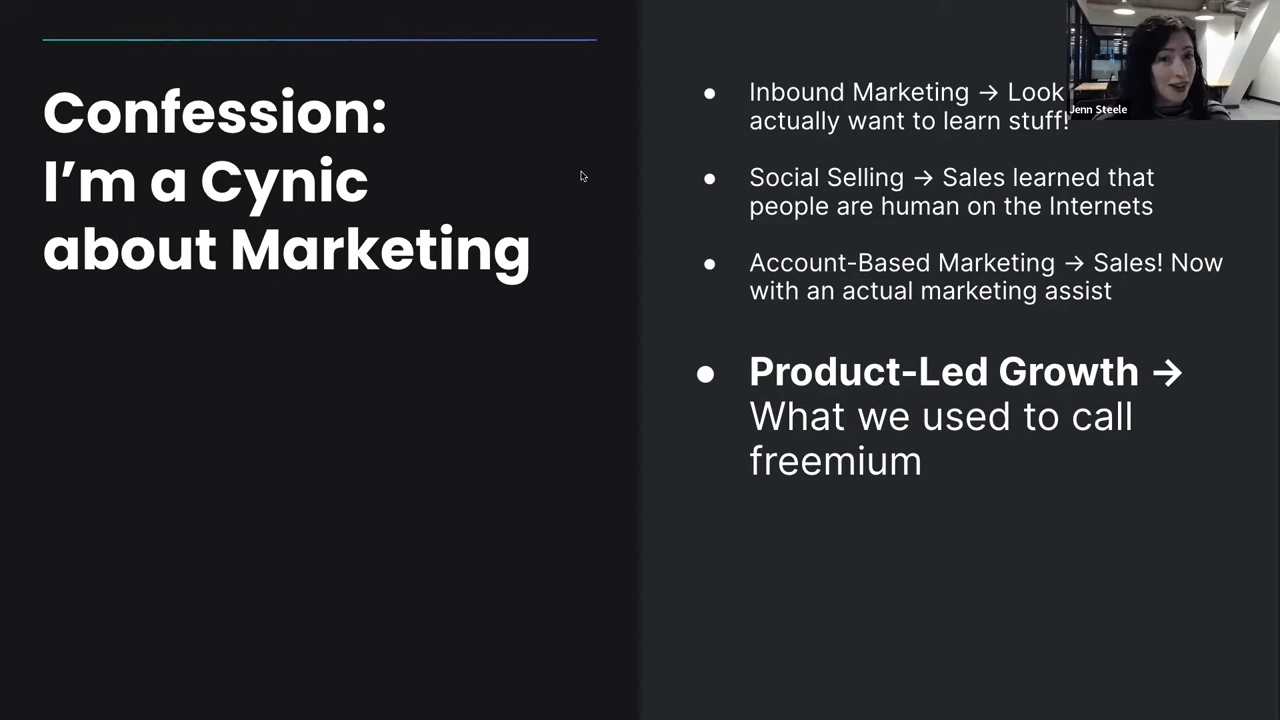 Confession:
I'm a Cynic
about Marketing
● Inbound Marketing → Look
actually want to learn stuff!
● Social Selling → Sales learned that
people are human on the Internets
● Account-Based Marketing → Sales! Now
with an actual marketing assist
● Product-Led Growth →
What we used to call
freemium
Jenn Steele